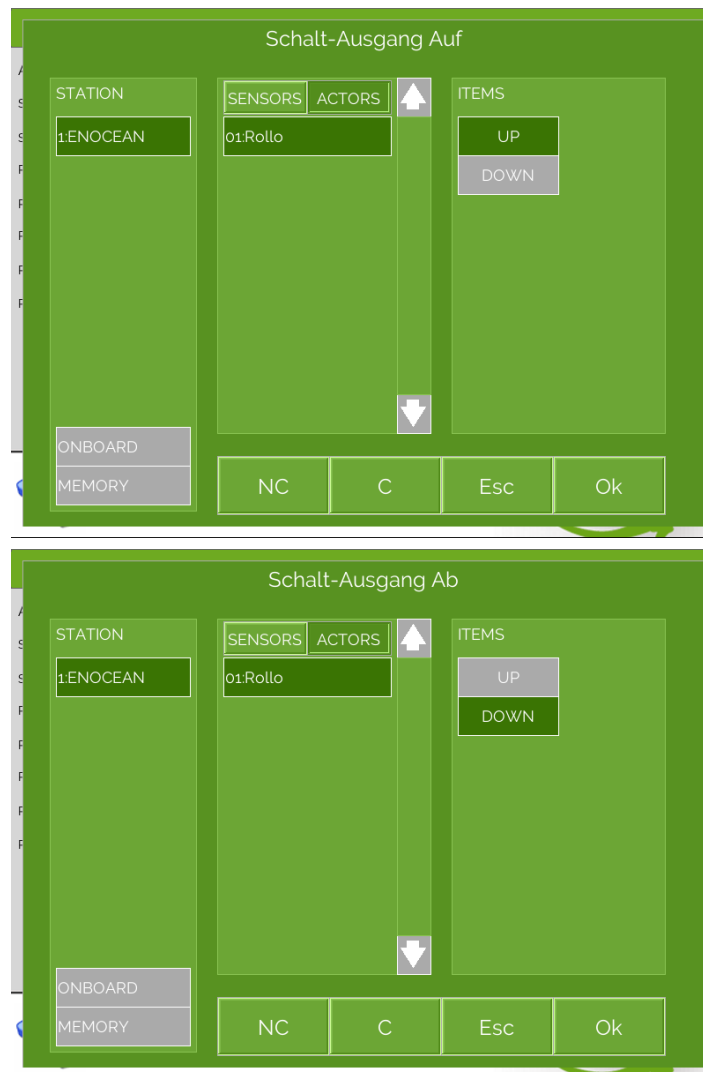 Schalt-Ausgang Auf
STATION
SENSORS ACTORS
ITEMS
1:ENOCEAN
01:Rollo
UP
DOWN
ONBOARD
MEMORY
NC C Esc Ok
Schalt-Ausgang Ab
STATION
SENSORS ACTORS
ITEMS
1:ENOCEAN
01:Rollo
UP
DOWN
ONBOARD
MEMORY
NC C Esc Ok